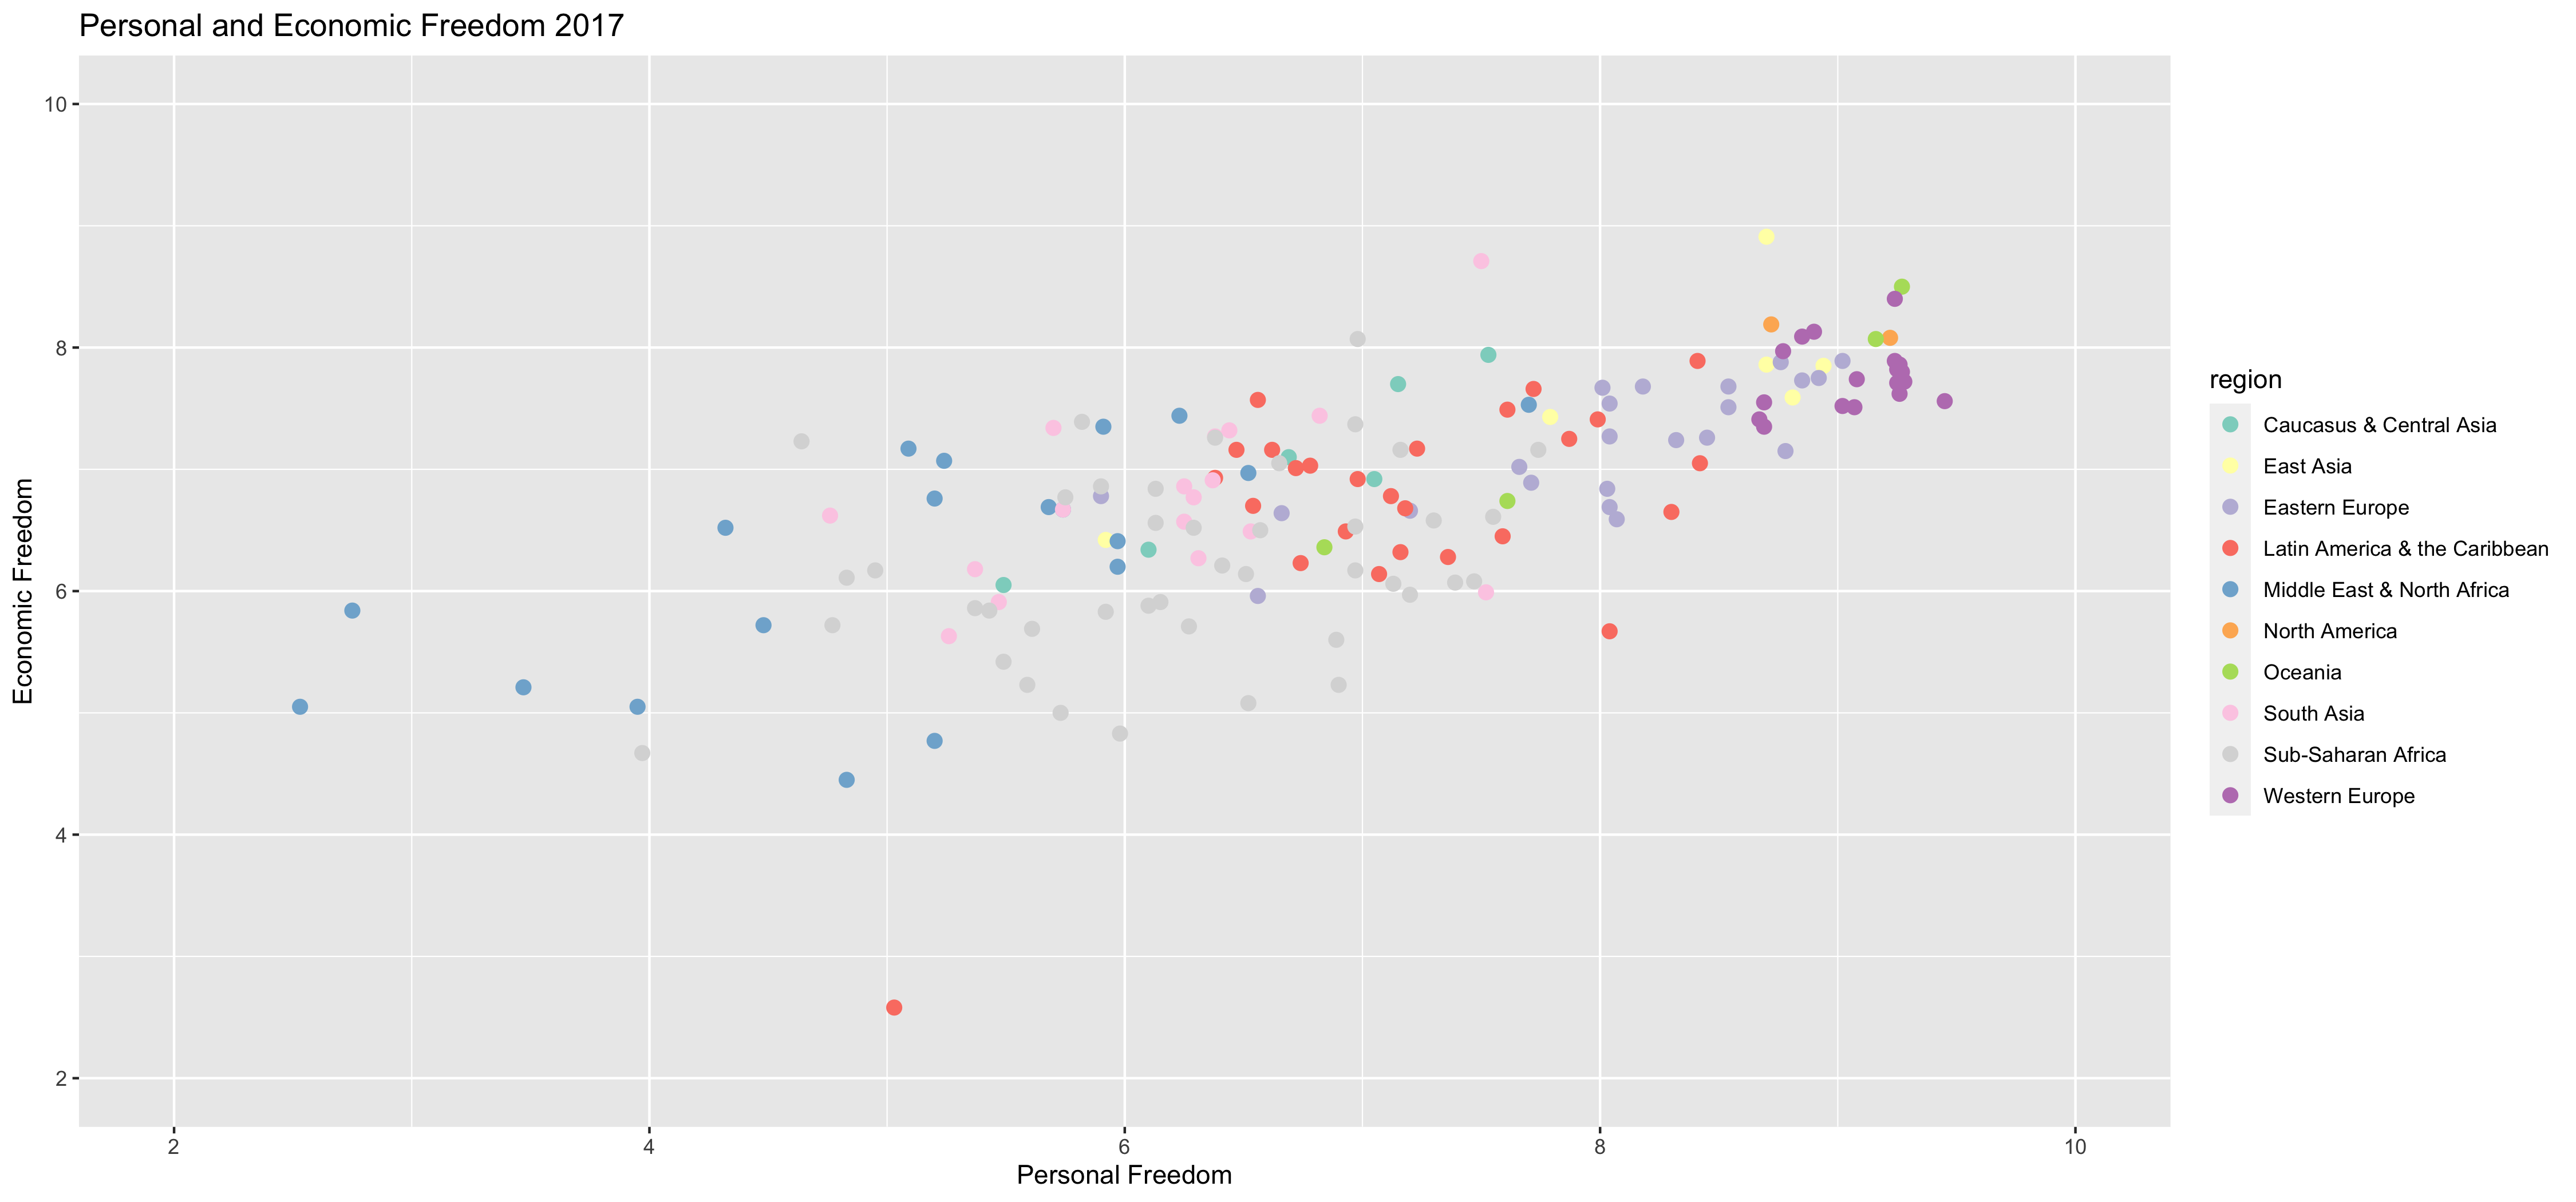 Personal and Economic Freedom 2017
10
8
6
4
2
Economic Freedom
2 4 6 8 10
Personal Freedom
region
Caucasus & Central Asia
East Asia
Eastern Europe
Latin America & the Caribbean
Middle East & North Africa
North America
Oceania
South Asia
Sub-Saharan Africa
Western Europe